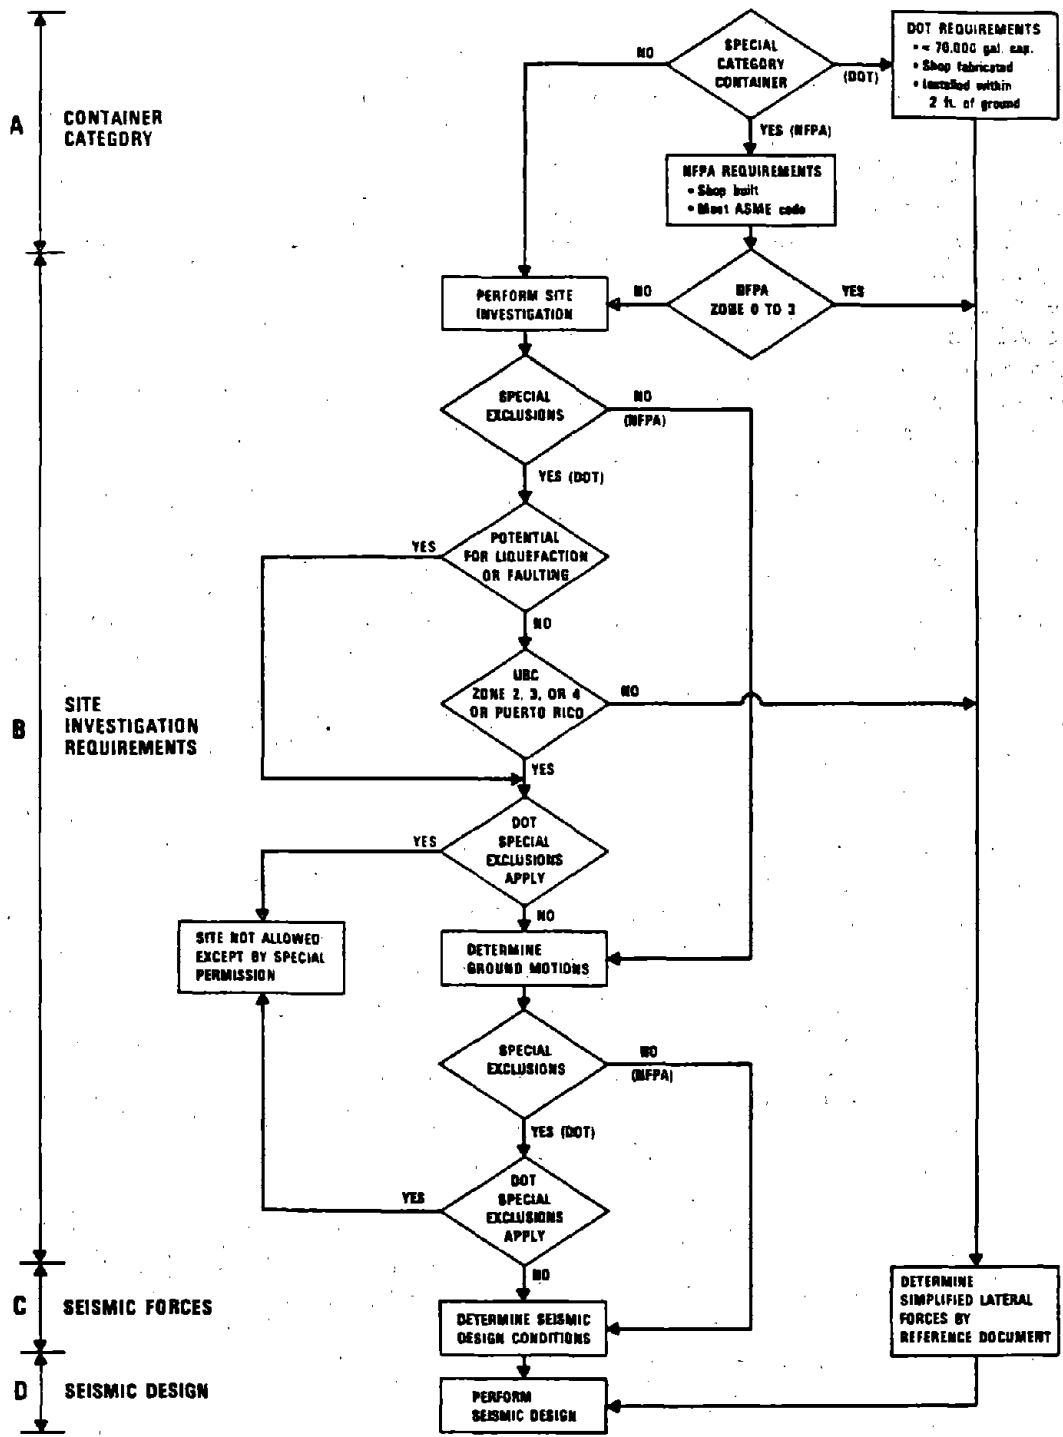 A
CONTAINER
CATEGORY
NO
SPECIAL
CATEGORY
CONTAINER
(DOT)
DOT REQUIREMENTS
• < 70,000 gal. cap.
• Shop fabricated
• Installed within
2 ft. of ground
YES (NFPA)
NFPA REQUIREMENTS
• Shop built
• Meet ASME code
PERFORM SITE
INVESTIGATION
NO
NFPA
ZONE 0 TO 3
YES
SPECIAL
EXCLUSIONS
NO
(NFPA)
YES (DOT)
YES
POTENTIAL
FOR LIQUEFACTION
OR FAULTING
NO
B
SITE
INVESTIGATION
REQUIREMENTS
UBC
ZONE 2, 3, OR 4
OR PUERTO RICO
NO
YES
YES
DOT
SPECIAL
EXCLUSIONS
APPLY
NO
SITE NOT ALLOWED
EXCEPT BY SPECIAL
PERMISSION
DETERMINE
GROUND MOTIONS
SPECIAL
EXCLUSIONS
NO
(NFPA)
YES (DOT)
YES
DOT
SPECIAL
EXCLUSIONS
APPLY
NO
C
SEISMIC FORCES
DETERMINE SEISMIC
DESIGN CONDITIONS
DETERMINE
SIMPLIFIED LATERAL
FORCES BY
REFERENCE DOCUMENT
D
SEISMIC DESIGN
PERFORM
SEISMIC DESIGN